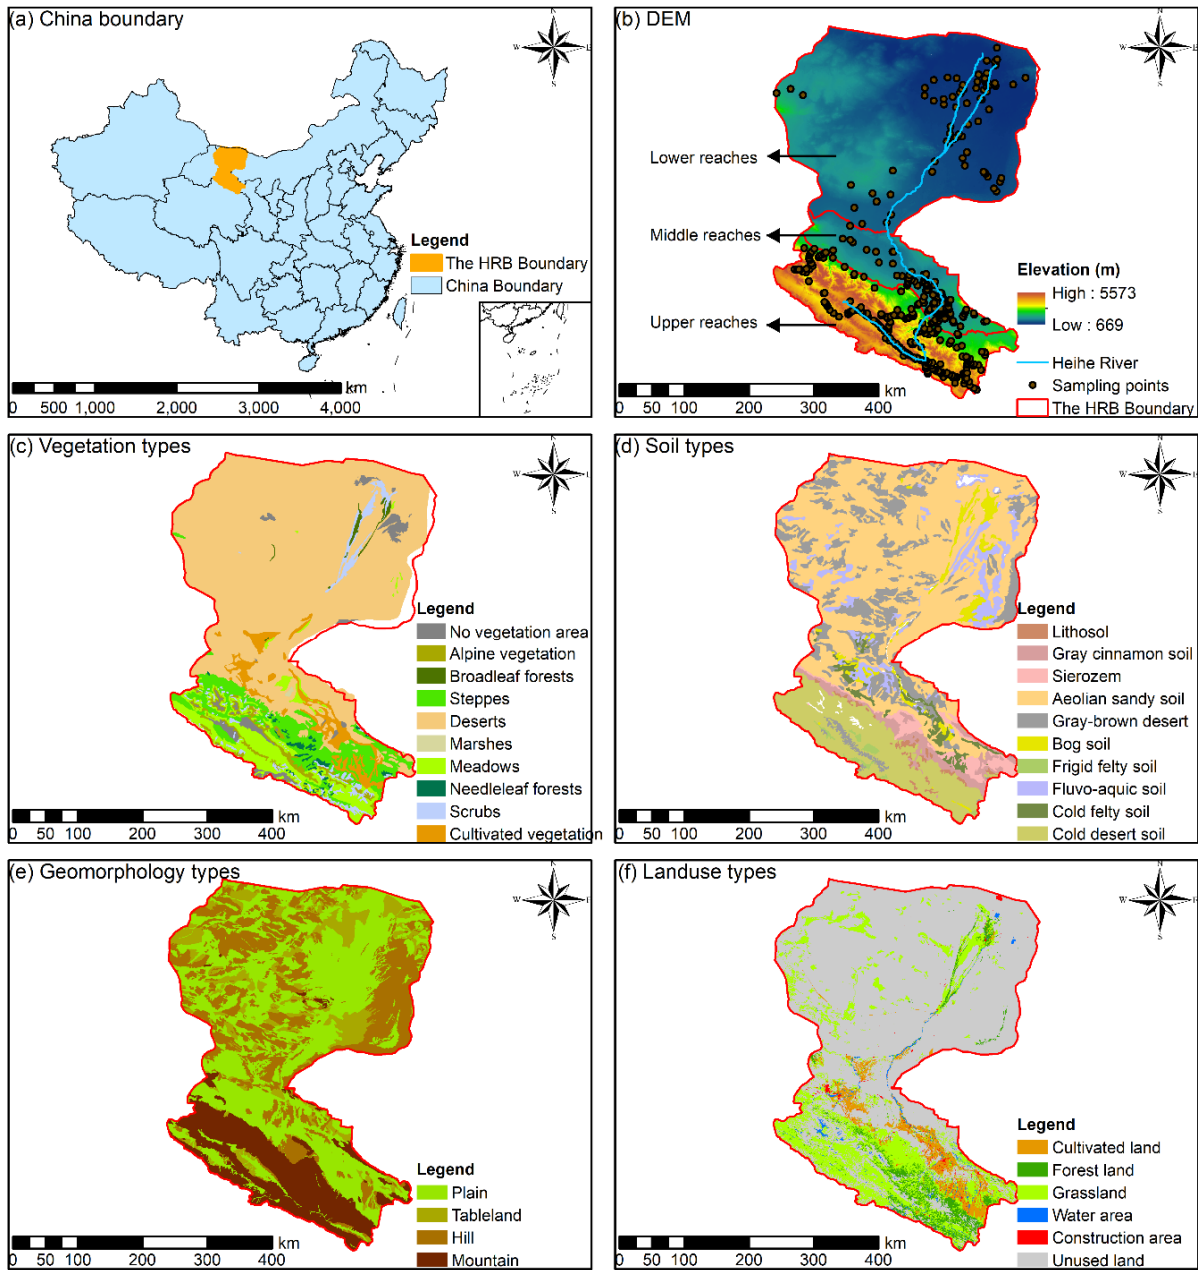 (a) China boundary
N
W
E
S
Legend
The HRB Boundary
China Boundary
km
0 500 1,000 2,000 3,000 4,000
(b) DEM
N
W
E
S
Lower reaches
Middle reaches
Upper reaches
Elevation (m)
High : 5573
Low : 669
Heihe River
Sampling points
The HRB Boundary
km
0 50 100 200 300 400
(c) Vegetation types
N
W
E
S
Legend
No vegetation area
Alpine vegetation
Broadleaf forests
Steppes
Deserts
Marshes
Meadows
Needleleaf forests
Scrubs
Cultivated vegetation
km
0 50 100 200 300 400
(d) Soil types
N
W
E
S
Legend
Lithosol
Gray cinnamon soil
Sierozem
Aeolian sandy soil
Gray-brown desert
Bog soil
Frigid felty soil
Fluvo-aquic soil
Cold felty soil
Cold desert soil
km
0 50 100 200 300 400
(e) Geomorphology types
N
W
E
S
Legend
Plain
Tableland
Hill
Mountain
km
0 50 100 200 300 400
(f) Landuse types
N
W
E
S
Legend
Cultivated land
Forest land
Grassland
Water area
Construction area
Unused land
km
0 50 100 200 300 400